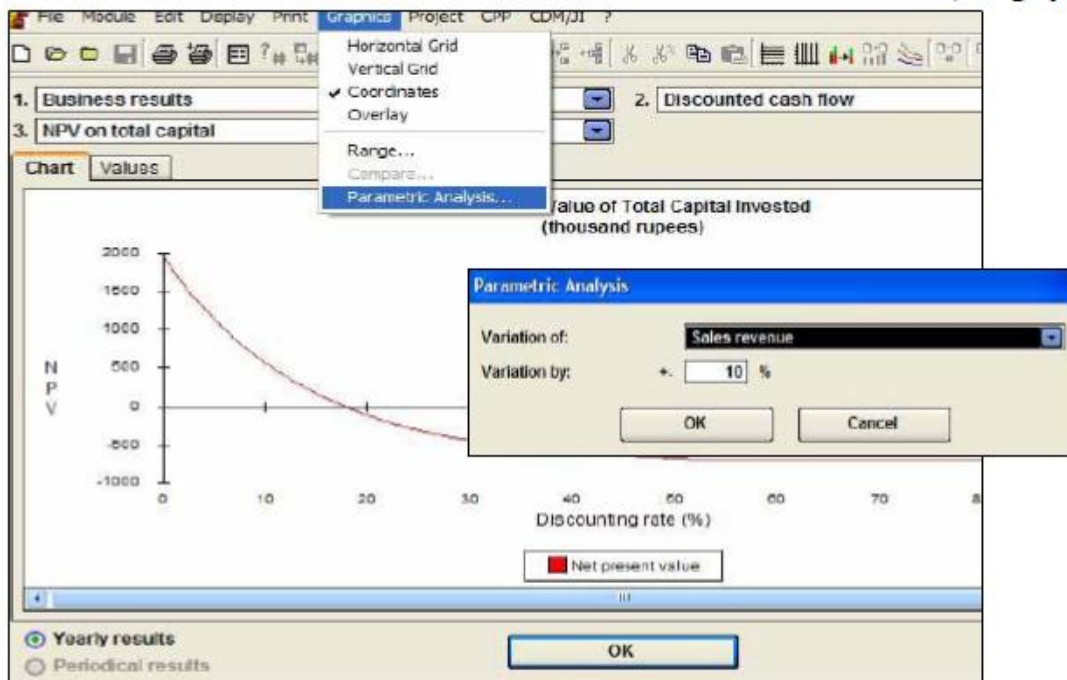 File Module Edit Display Print Graphics Project CPP CDM/JI ?
Horizontal Grid
Vertical Grid
Coordinates
Overlay
Range...
Compare...
Parametric Analysis...
1. Business results
2. Discounted cash flow
3. NPV on total capital
Chart Values
Value of Total Capital Invested
(thousand rupees)
2000
1500
1000
500
0
-500
-1000
NPV
0 10 20 30 40 50 60 70 8
Discounting rate (%)
Net present value
Parametric Analysis
Variation of: Sales revenue
Variation by: +- 10 %
OK Cancel
Yearly results
Periodical results
OK